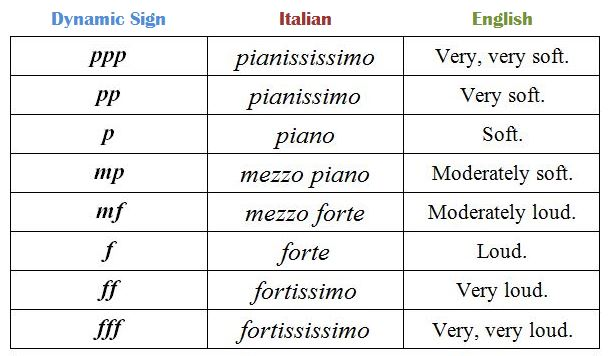 Dynamic Sign Italian English
ppp pianississimo Very, very soft.
pp pianissimo Very soft.
p piano Soft.
mp mezzo piano Moderately soft.
mf mezzo forte Moderately loud.
f forte Loud.
ff fortissimo Very loud.
fff fortississimo Very, very loud.